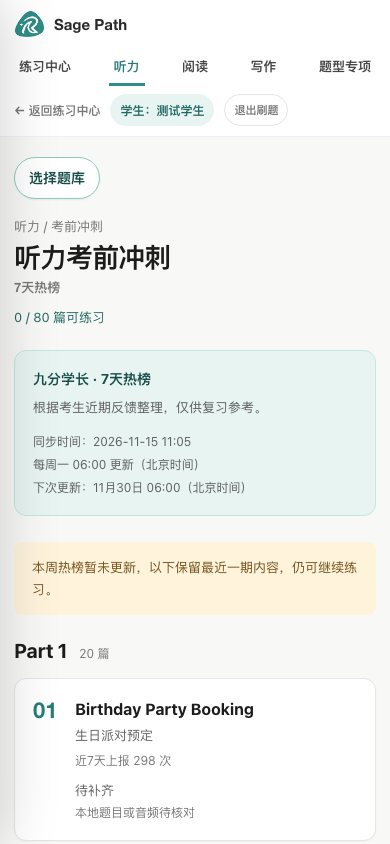 Sage Path
练习中心 听力 阅读 写作 题型专项
← 返回练习中心 学生：测试学生 退出刷题
选择题库
听力 / 考前冲刺
听力考前冲刺
7天热榜
0 / 80 篇可练习
九分学长 · 7天热榜
根据考生近期反馈整理，仅供复习参考。
同步时间：2026-11-15 11:05
每周一 06:00 更新（北京时间）
下次更新：11月30日 06:00（北京时间）
本周热榜暂未更新，以下保留最近一期内容，仍可继续练
习。
Part 1 20 篇
01 Birthday Party Booking
生日派对预定
近7天上报 298 次
待补齐
本地题目或音频待核对